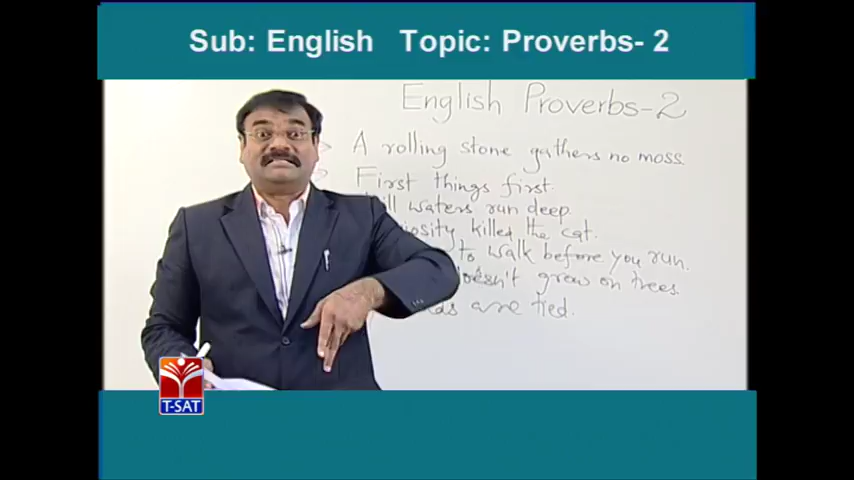 Sub: English Topic: Proverbs- 2
English Proverbs-2
A rolling stone gathers no moss.
First things first.
waters run deep.
killed the cat.
to walk before you run.
doesn't grow on trees.
are tied.
T-SAT